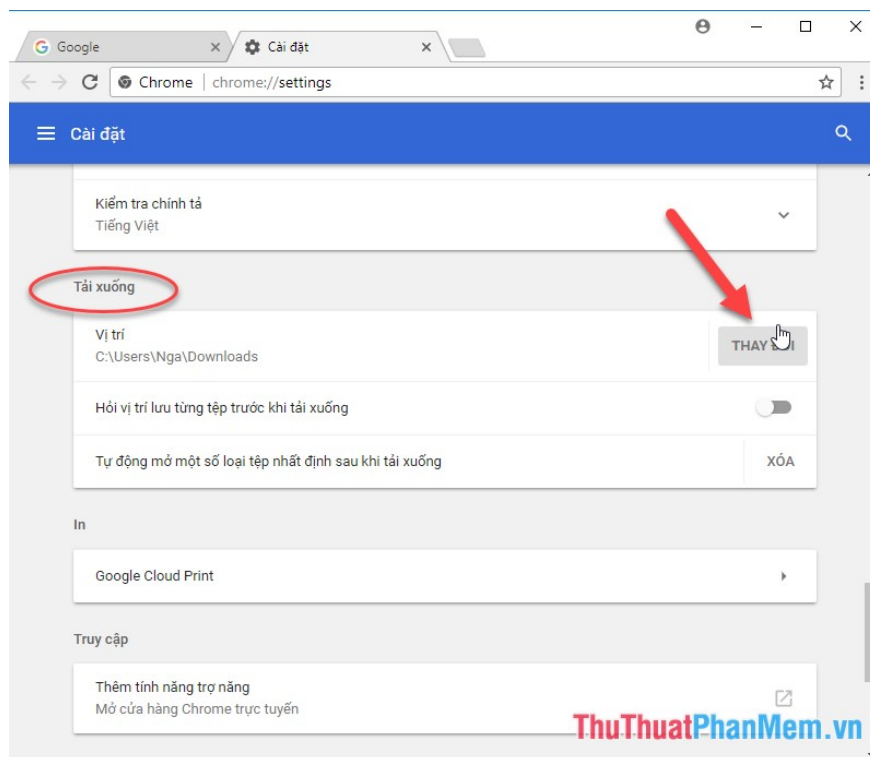 Google
Cài đặt
Chrome | chrome://settings
Cài đặt
Kiểm tra chính tả
Tiếng Việt
Tải xuống
Vị trí
C:\Users\Nga\Downloads
THAY
Hỏi vị trí lưu từng tệp trước khi tải xuống
Tự động mở một số loại tệp nhất định sau khi tải xuống
XÓA
In
Google Cloud Print
Truy cập
Thêm tính năng trợ năng
Mở cửa hàng Chrome trực tuyến
ThuThuatPhanMem.vn